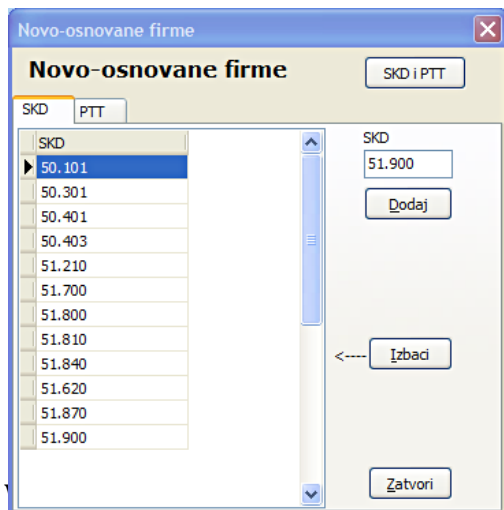 Novo-osnovane firme
Novo-osnovane firme
SKD i PTT
SKD PTT
SKD
50.101
50.301
50.401
50.403
51.210
51.700
51.800
51.810
51.840
51.620
51.870
51.900
SKD
51.900
Dodaj
<---- Izbaci
Zatvori